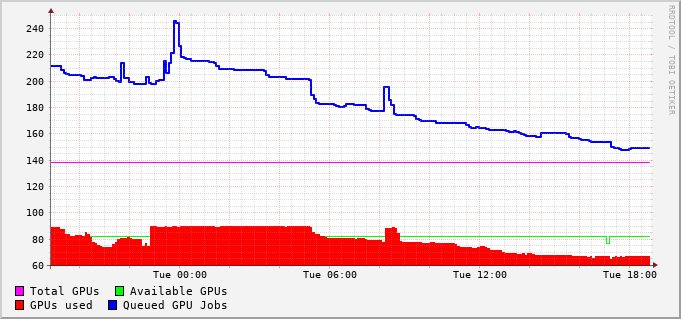 240
220
200
180
160
140
120
100
80
60
Tue 00:00 Tue 06:00 Tue 12:00 Tue 18:00
Total GPUs Available GPUs
GPUs used Queued GPU Jobs
RRDTOOL / TOBI OETIKER